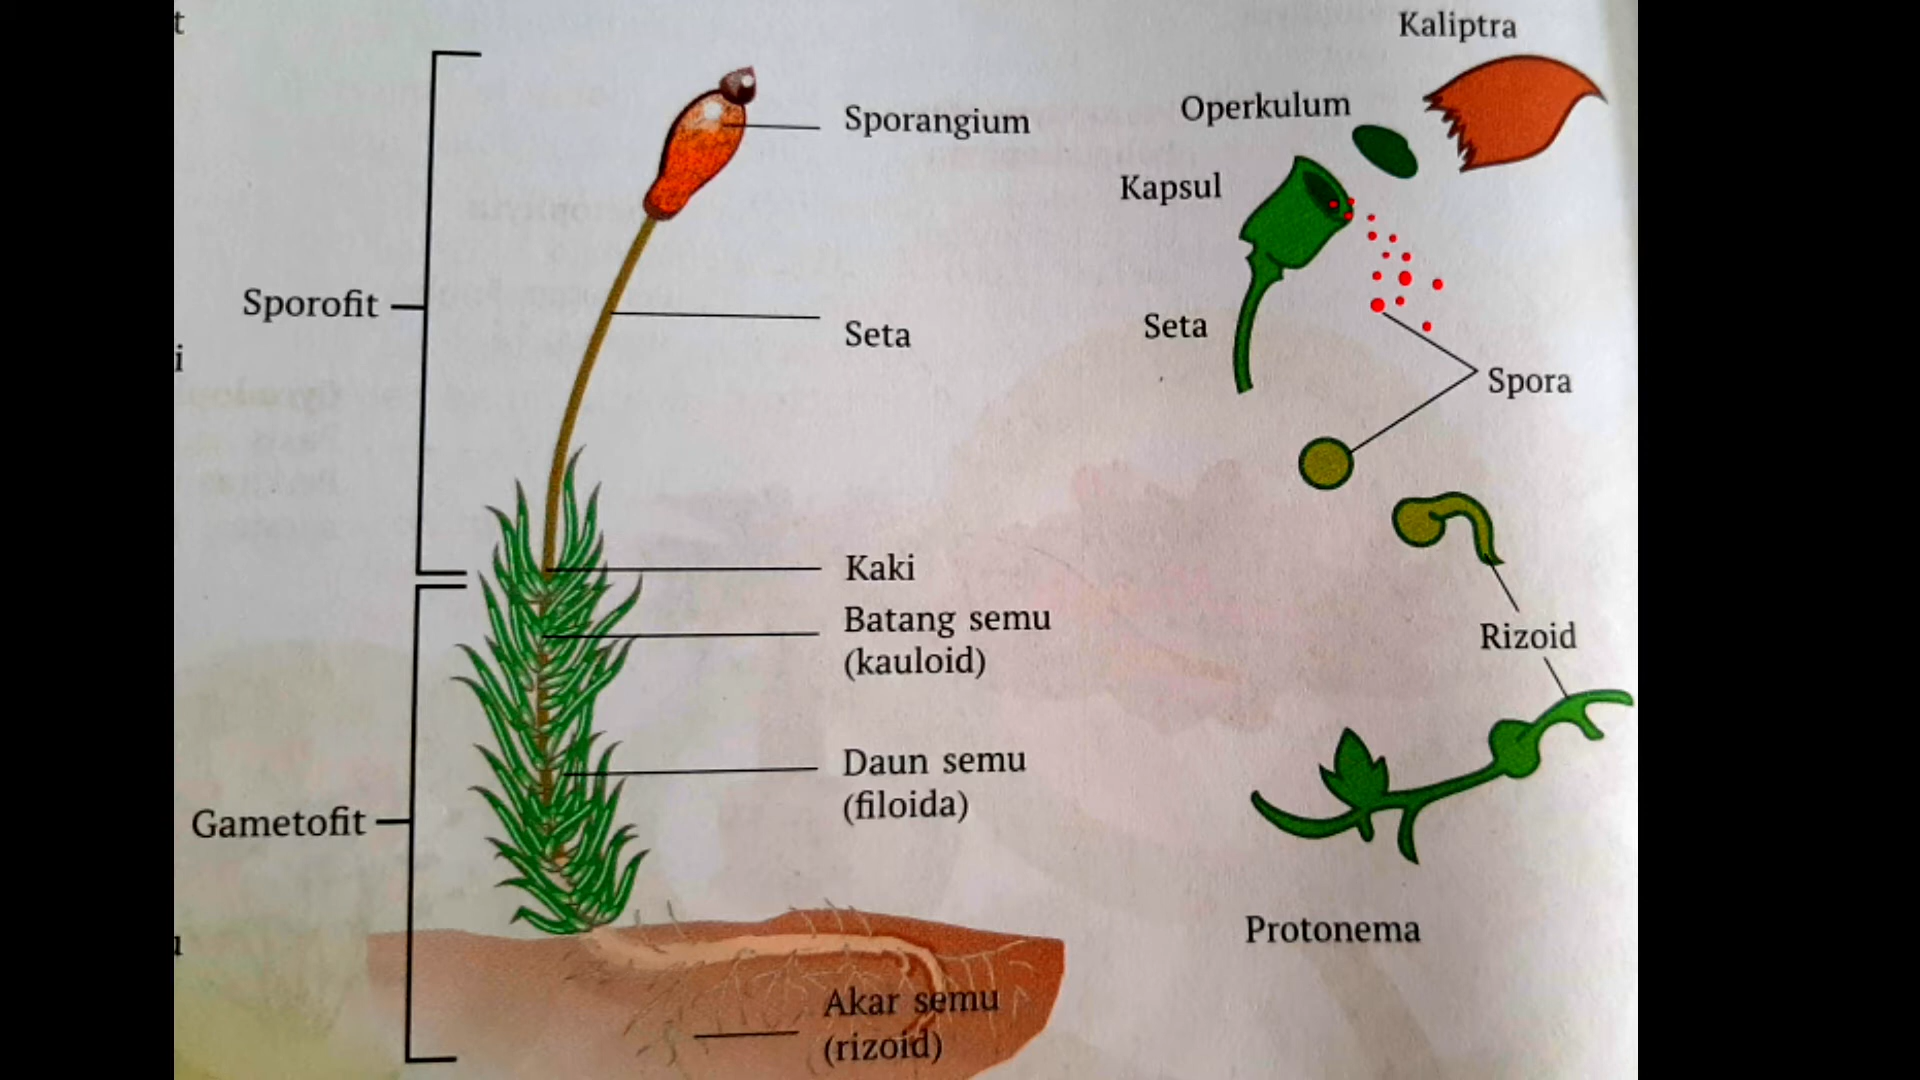 Sporofit
Gametofit
Sporangium
Seta
Kaki
Batang semu
(kauloid)
Daun semu
(filoida)
Akar semu
(rizoid)
Kaliptra
Operkulum
Kapsul
Seta
Spora
Rizoid
Protonema